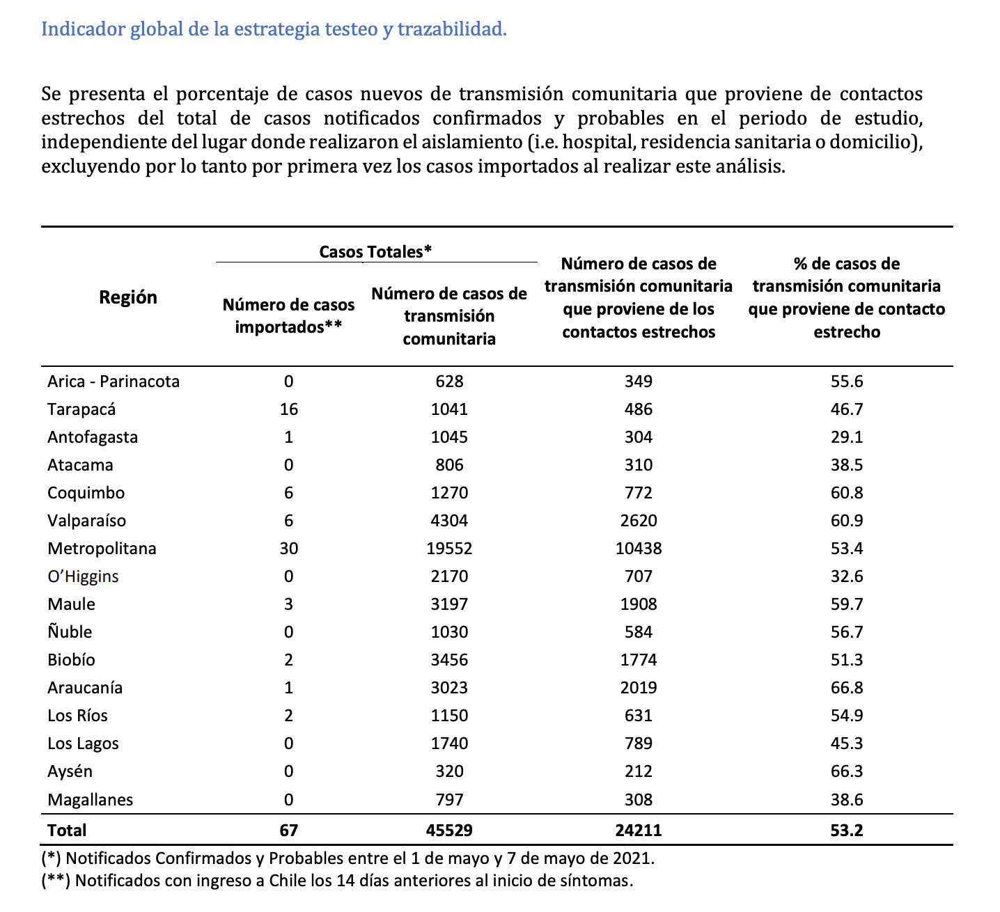 Indicador global de la estrategia testeo y trazabilidad.
Se presenta el porcentaje de casos nuevos de transmisión comunitaria que proviene de contactos
estrechos del total de casos notificados confirmados y probables en el periodo de estudio,
independiente del lugar donde realizaron el aislamiento (i.e. hospital, residencia sanitaria o domicilio),
excluyendo por lo tanto por primera vez los casos importados al realizar este análisis.
Región
Casos Totales*
Número de casos
importados**
Número de casos de
transmisión
comunitaria
Número de casos de
transmisión comunitaria
que proviene de los
contactos estrechos
% de casos de
transmisión comunitaria
que proviene de contacto
estrecho
Arica - Parinacota 0 628 349 55.6
Tarapacá 16 1041 486 46.7
Antofagasta 1 1045 304 29.1
Atacama 0 806 310 38.5
Coquimbo 6 1270 772 60.8
Valparaíso 6 4304 2620 60.9
Metropolitana 30 19552 10438 53.4
O’Higgins 0 2170 707 32.6
Maule 3 3197 1908 59.7
Ñuble 0 1030 584 56.7
Biobío 2 3456 1774 51.3
Araucanía 1 3023 2019 66.8
Los Ríos 2 1150 631 54.9
Los Lagos 0 1740 789 45.3
Aysén 0 320 212 66.3
Magallanes 0 797 308 38.6
Total 67 45529 24211 53.2
(*) Notificados Confirmados y Probables entre el 1 de mayo y 7 de mayo de 2021.
(**) Notificados con ingreso a Chile los 14 días anteriores al inicio de síntomas.